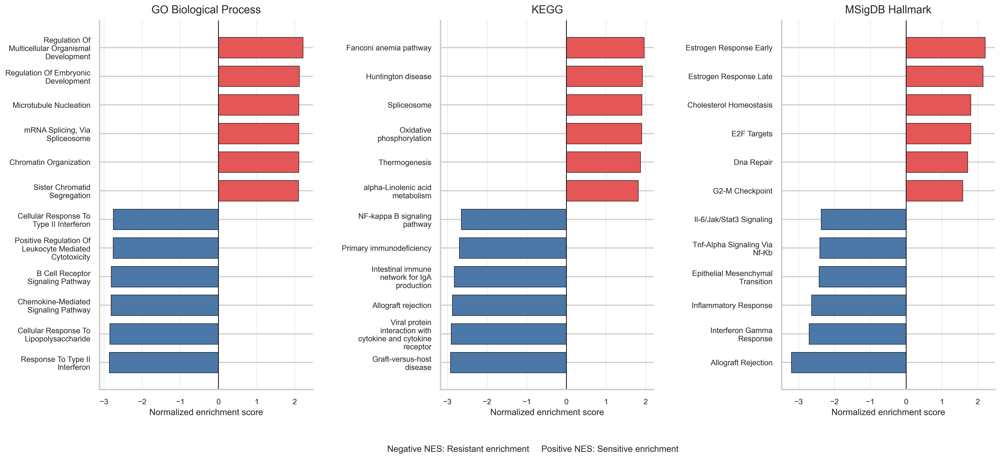 GO Biological Process
Regulation Of
Multicellular Organismal
Development
Regulation Of Embryonic
Development
Microtubule Nucleation
mRNA Splicing, Via
Spliceosome
Chromatin Organization
Sister Chromatid
Segregation
Cellular Response To
Type II Interferon
Positive Regulation Of
Leukocyte Mediated
Cytotoxicity
B Cell Receptor
Signaling Pathway
Chemokine-Mediated
Signaling Pathway
Cellular Response To
Lipopolysaccharide
Response To Type II
Interferon
−3 −2 −1 0 1 2
Normalized enrichment score
KEGG
Fanconi anemia pathway
Huntington disease
Spliceosome
Oxidative
phosphorylation
Thermogenesis
alpha-Linolenic acid
metabolism
NF-kappa B signaling
pathway
Primary immunodeficiency
Intestinal immune
network for IgA
production
Allograft rejection
Viral protein
interaction with
cytokine and cytokine
receptor
Graft-versus-host
disease
−3 −2 −1 0 1 2
Normalized enrichment score
MSigDB Hallmark
Estrogen Response Early
Estrogen Response Late
Cholesterol Homeostasis
E2F Targets
Dna Repair
G2-M Checkpoint
Il-6/Jak/Stat3 Signaling
Tnf-Alpha Signaling Via
Nf-Kb
Epithelial Mesenchymal
Transition
Inflammatory Response
Interferon Gamma
Response
Allograft Rejection
−3 −2 −1 0 1 2
Normalized enrichment score
Negative NES: Resistant enrichment Positive NES: Sensitive enrichment